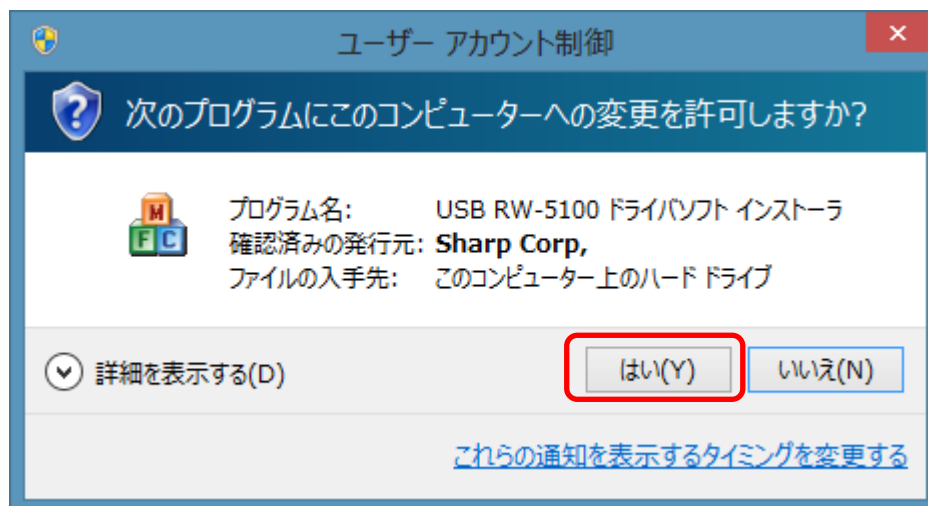 ユーザー アカウント制御
次のプログラムにこのコンピューターへの変更を許可しますか?
M
F C
プログラム名: USB RW-5100 ドライバソフト インストーラ
確認済みの発行元: Sharp Corp,
ファイルの入手先: このコンピューター上のハード ドライブ
詳細を表示する(D) はい(Y) いいえ(N)
これらの通知を表示するタイミングを変更する